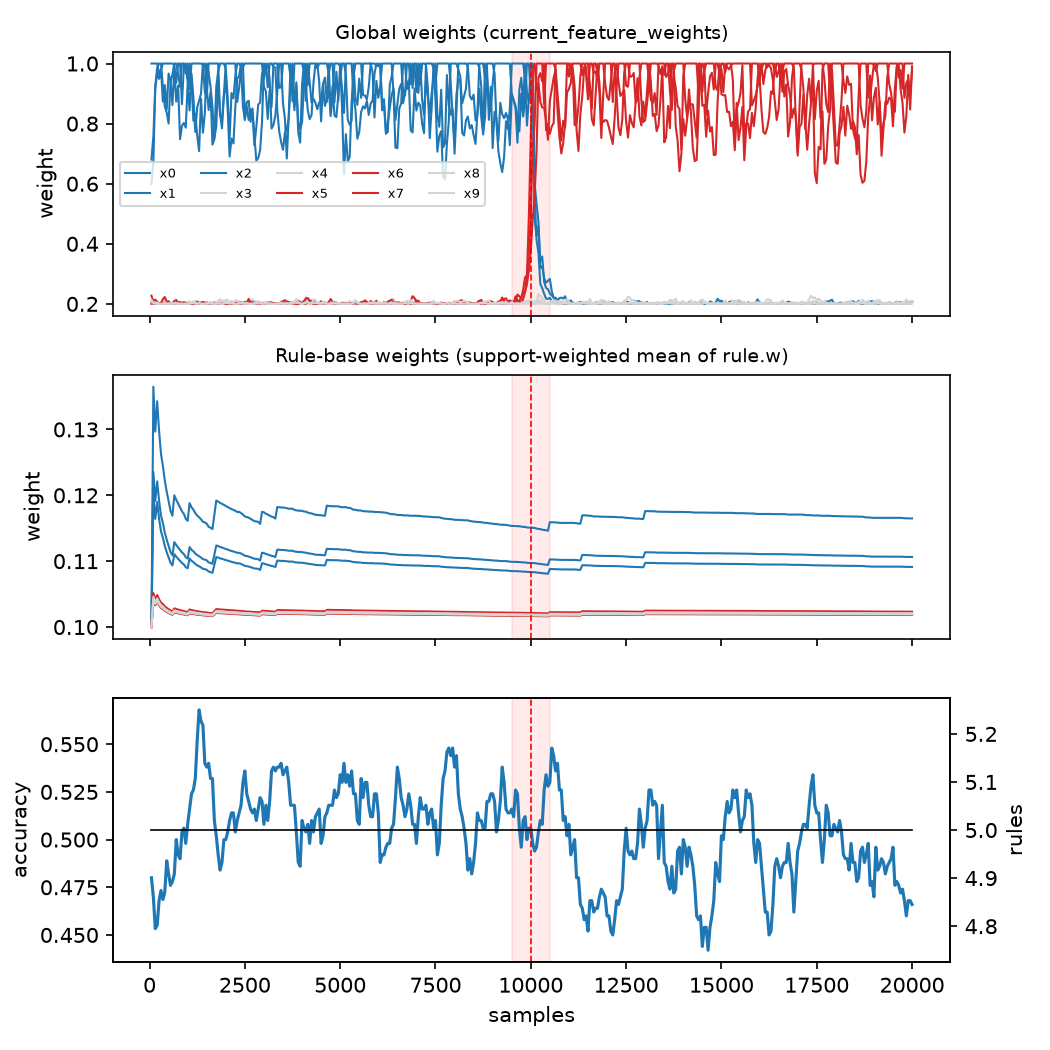 Global weights (current_feature_weights)
1.0
0.8
0.6
0.4
0.2
weight
x0 x2 x4 x6 x8
x1 x3 x5 x7 x9
Rule-base weights (support-weighted mean of rule.w)
0.13
0.12
0.11
0.10
weight
0.550
0.525
0.500
0.475
0.450
accuracy
5.2
5.1
5.0
4.9
4.8
rules
0 2500 5000 7500 10000 12500 15000 17500 20000
samples